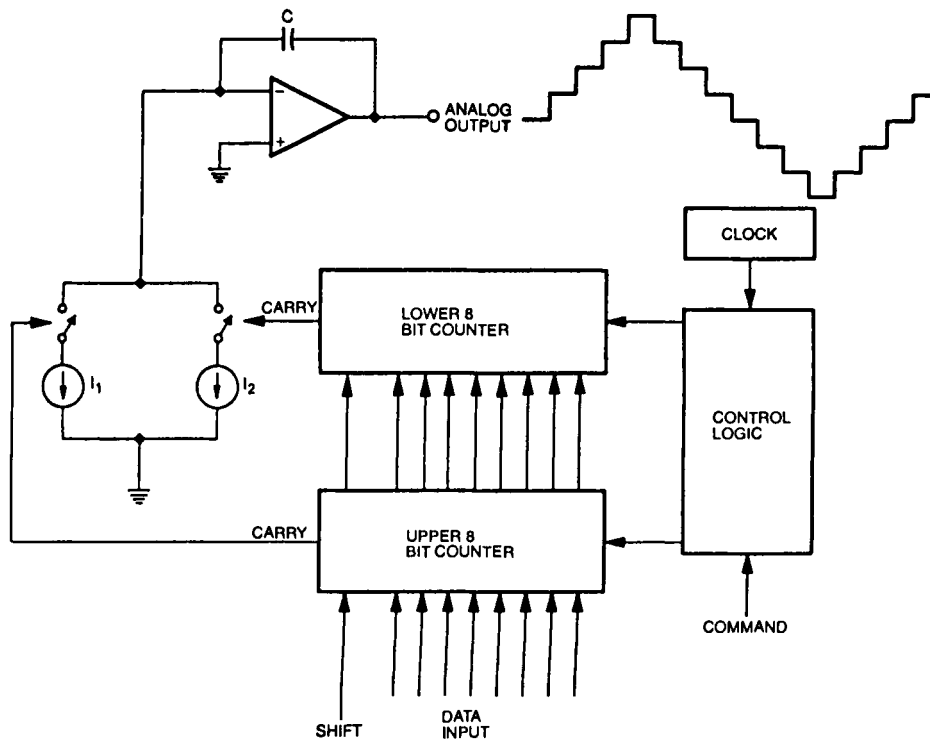 C
−
+
ANALOG
OUTPUT
CLOCK
CARRY
LOWER 8
BIT COUNTER
I1
I2
CONTROL
LOGIC
CARRY
UPPER 8
BIT COUNTER
COMMAND
SHIFT
DATA
INPUT